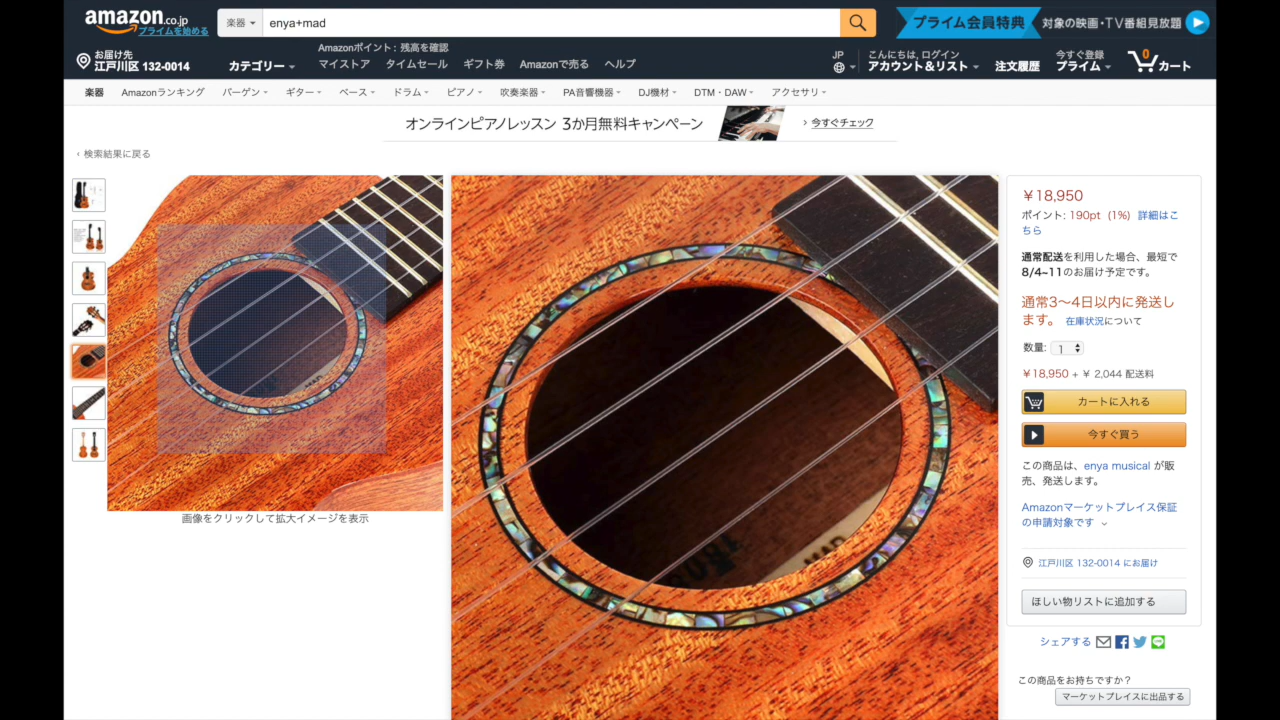 amazon.co.jp
プライムを始める
楽器
enya+mad
プライム会員特典
対象の映画・TV番組見放題
お届け先
江戸川区 132-0014
カテゴリー
Amazonポイント: 残高を確認
マイストア タイムセール ギフト券 Amazonで売る ヘルプ
JP
こんにちは, ログイン
アカウント&リスト
注文履歴
今すぐ登録
プライム
0
カート
楽器 Amazonランキング バーゲン ギター ベース ドラム ピアノ 吹奏楽器 PA音響機器 DJ機材 DTM・DAW アクセサリ
オンラインピアノレッスン 3か月無料キャンペーン
› 今すぐチェック
‹ 検索結果に戻る
画像をクリックして拡大イメージを表示
MAD
￥18,950
ポイント: 190pt (1%) 詳細はこ
ちら
通常配送を利用した場合、最短で
8/4~11のお届け予定です。
通常3〜4日以内に発送し
ます。 在庫状況について
数量: 1
￥18,950 + ￥ 2,044 配送料
カートに入れる
今すぐ買う
この商品は、enya musical が販
売、発送します。
Amazonマーケットプレイス保証
の申請対象です
江戸川区 132-0014 にお届け
ほしい物リストに追加する
シェアする
この商品をお持ちですか？
マーケットプレイスに出品する